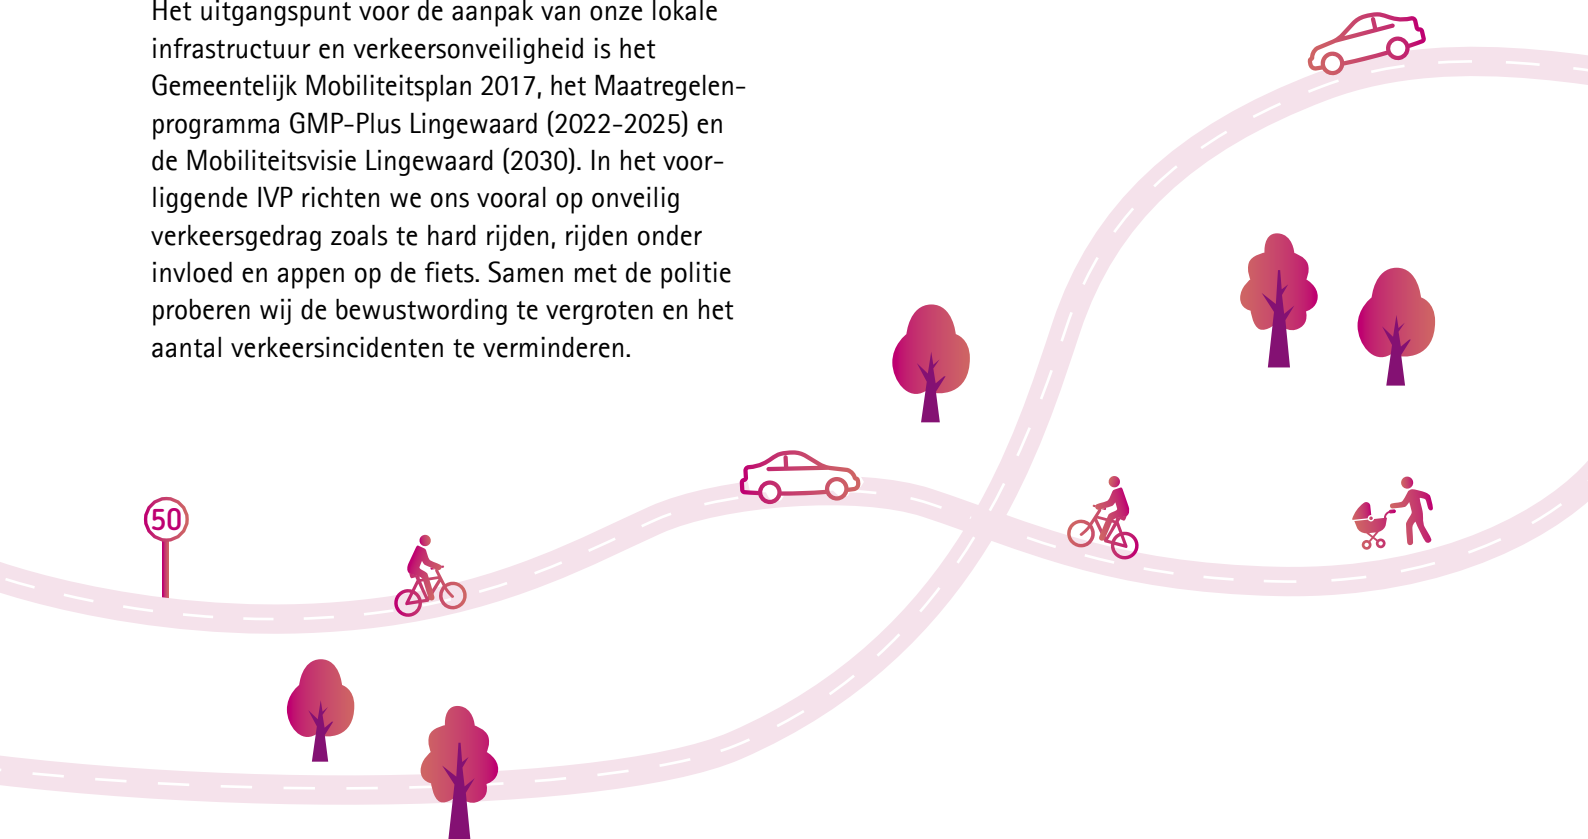 Het uitgangspunt voor de aanpak van onze lokale
infrastructuur en verkeersonveiligheid is het
Gemeentelijk Mobiliteitsplan 2017, het Maatregelen-
programma GMP-Plus Lingewaard (2022-2025) en
de Mobiliteitsvisie Lingewaard (2030). In het voor-
liggende IVP richten we ons vooral op onveilig
verkeersgedrag zoals te hard rijden, rijden onder
invloed en appen op de fiets. Samen met de politie
proberen wij de bewustwording te vergroten en het
aantal verkeersincidenten te verminderen.
50